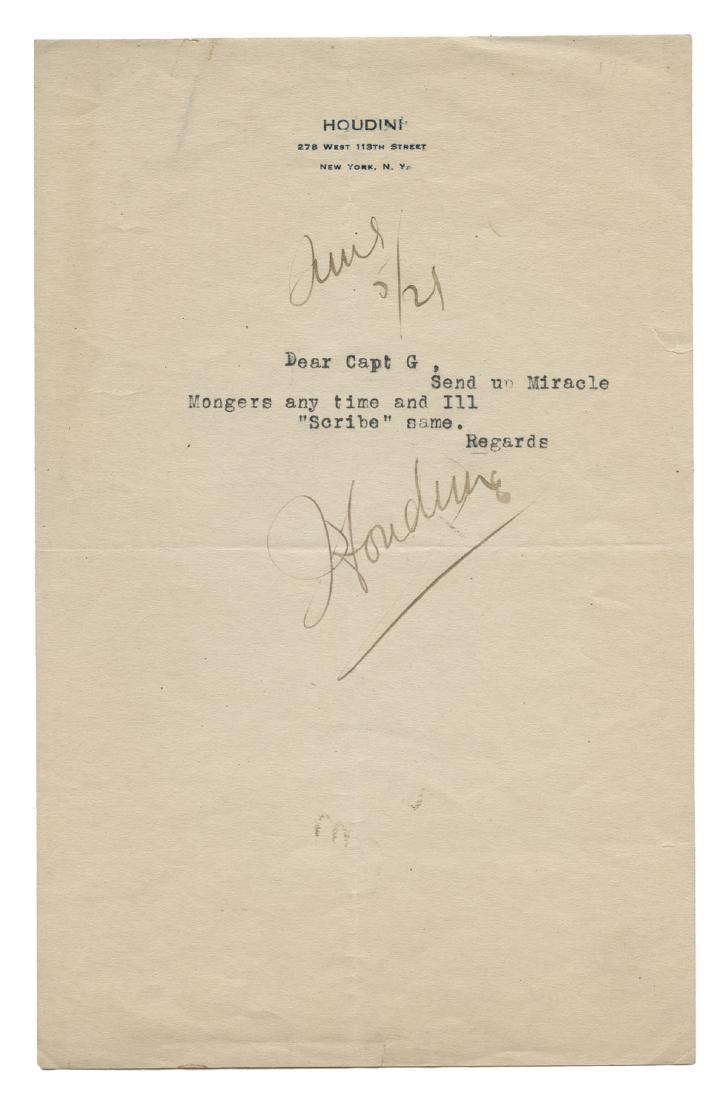 HOUDINI
278 WEST 113TH STREET
NEW YORK, N. Y.
June
5/21
Dear Capt G ,
Send up Miracle
Mongers any time and Ill
"Scribe" same.
Regards
Houdini